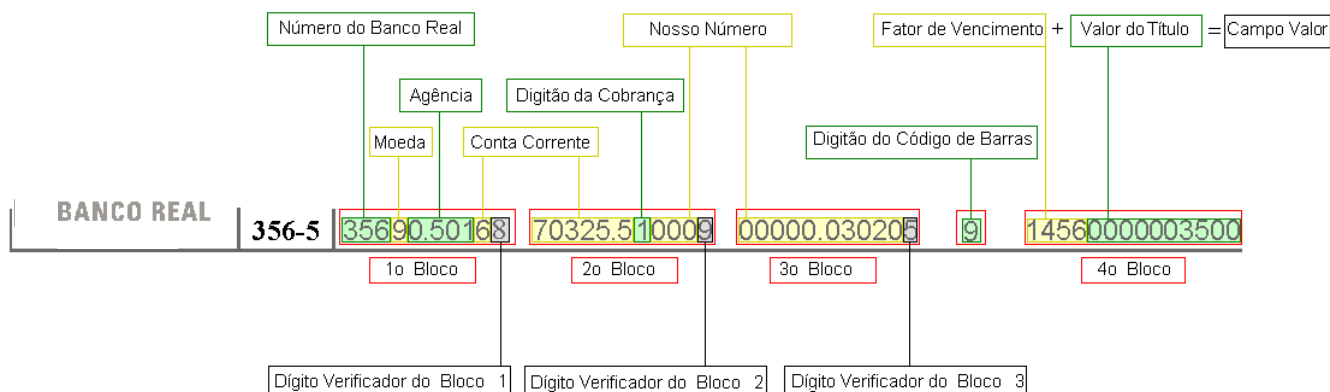 Número do Banco Real
Nosso Número
Fator de Vencimento + Valor do Título = Campo Valor
Agência
Digitão da Cobrança
Moeda
Conta Corrente
Digitão do Código de Barras
BANCO REAL
356-5
35690.50168 70325.510009 00000.030205 9 14560000003500
1o Bloco
2o Bloco
3o Bloco
4o Bloco
Dígito Verificador do Bloco 1
Dígito Verificador do Bloco 2
Dígito Verificador do Bloco 3